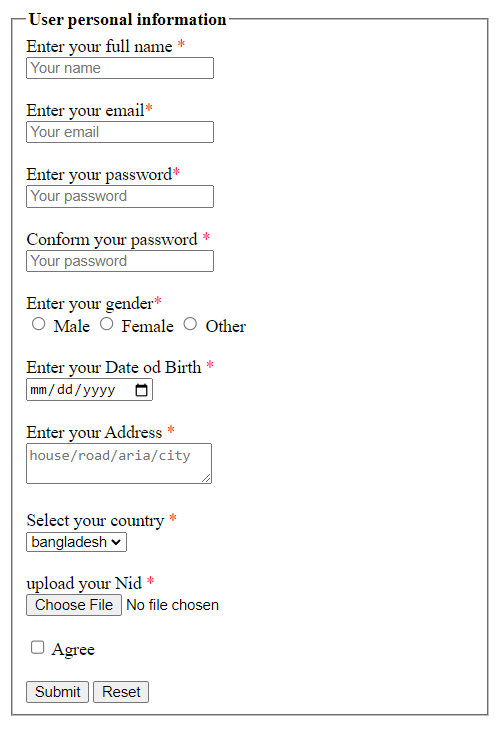 User personal information
Enter your full name *
Your name
Enter your email*
Your email
Enter your password*
Your password
Conform your password *
Your password
Enter your gender*
Male Female Other
Enter your Date od Birth *
mm/dd/yyyy
Enter your Address *
house/road/aria/city
Select your country *
bangladesh
upload your Nid *
Choose File No file chosen
Agree
Submit Reset